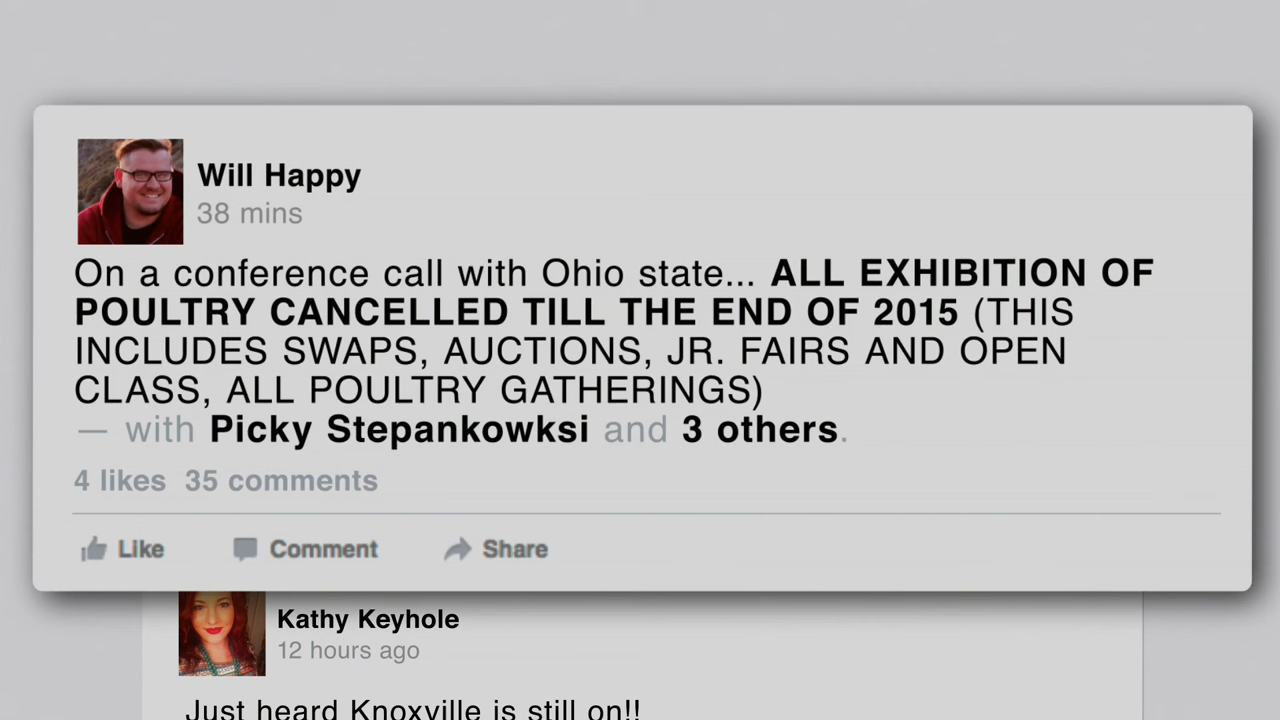 Will Happy
38 mins
On a conference call with Ohio state... ALL EXHIBITION OF
POULTRY CANCELLED TILL THE END OF 2015 (THIS
INCLUDES SWAPS, AUCTIONS, JR. FAIRS AND OPEN
CLASS, ALL POULTRY GATHERINGS)
— with Picky Stepankowksi and 3 others.
4 likes 35 comments
Like Comment Share
Kathy Keyhole
12 hours ago
Just heard Knoxville is still on!!